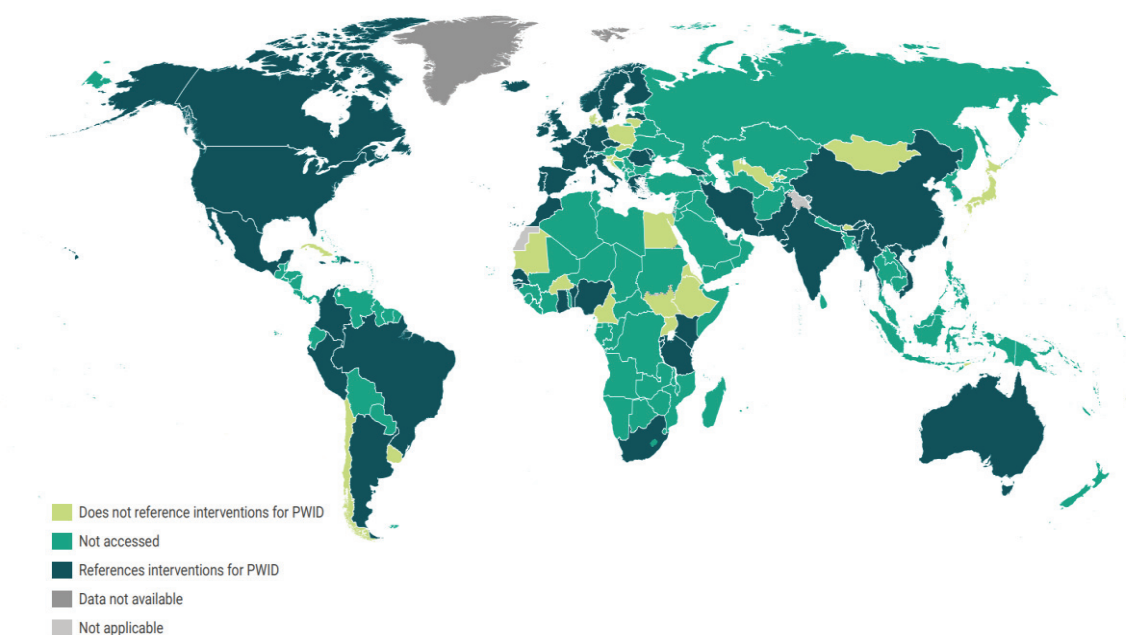 Does not reference interventions for PWID
Not accessed
References interventions for PWID
Data not available
Not applicable